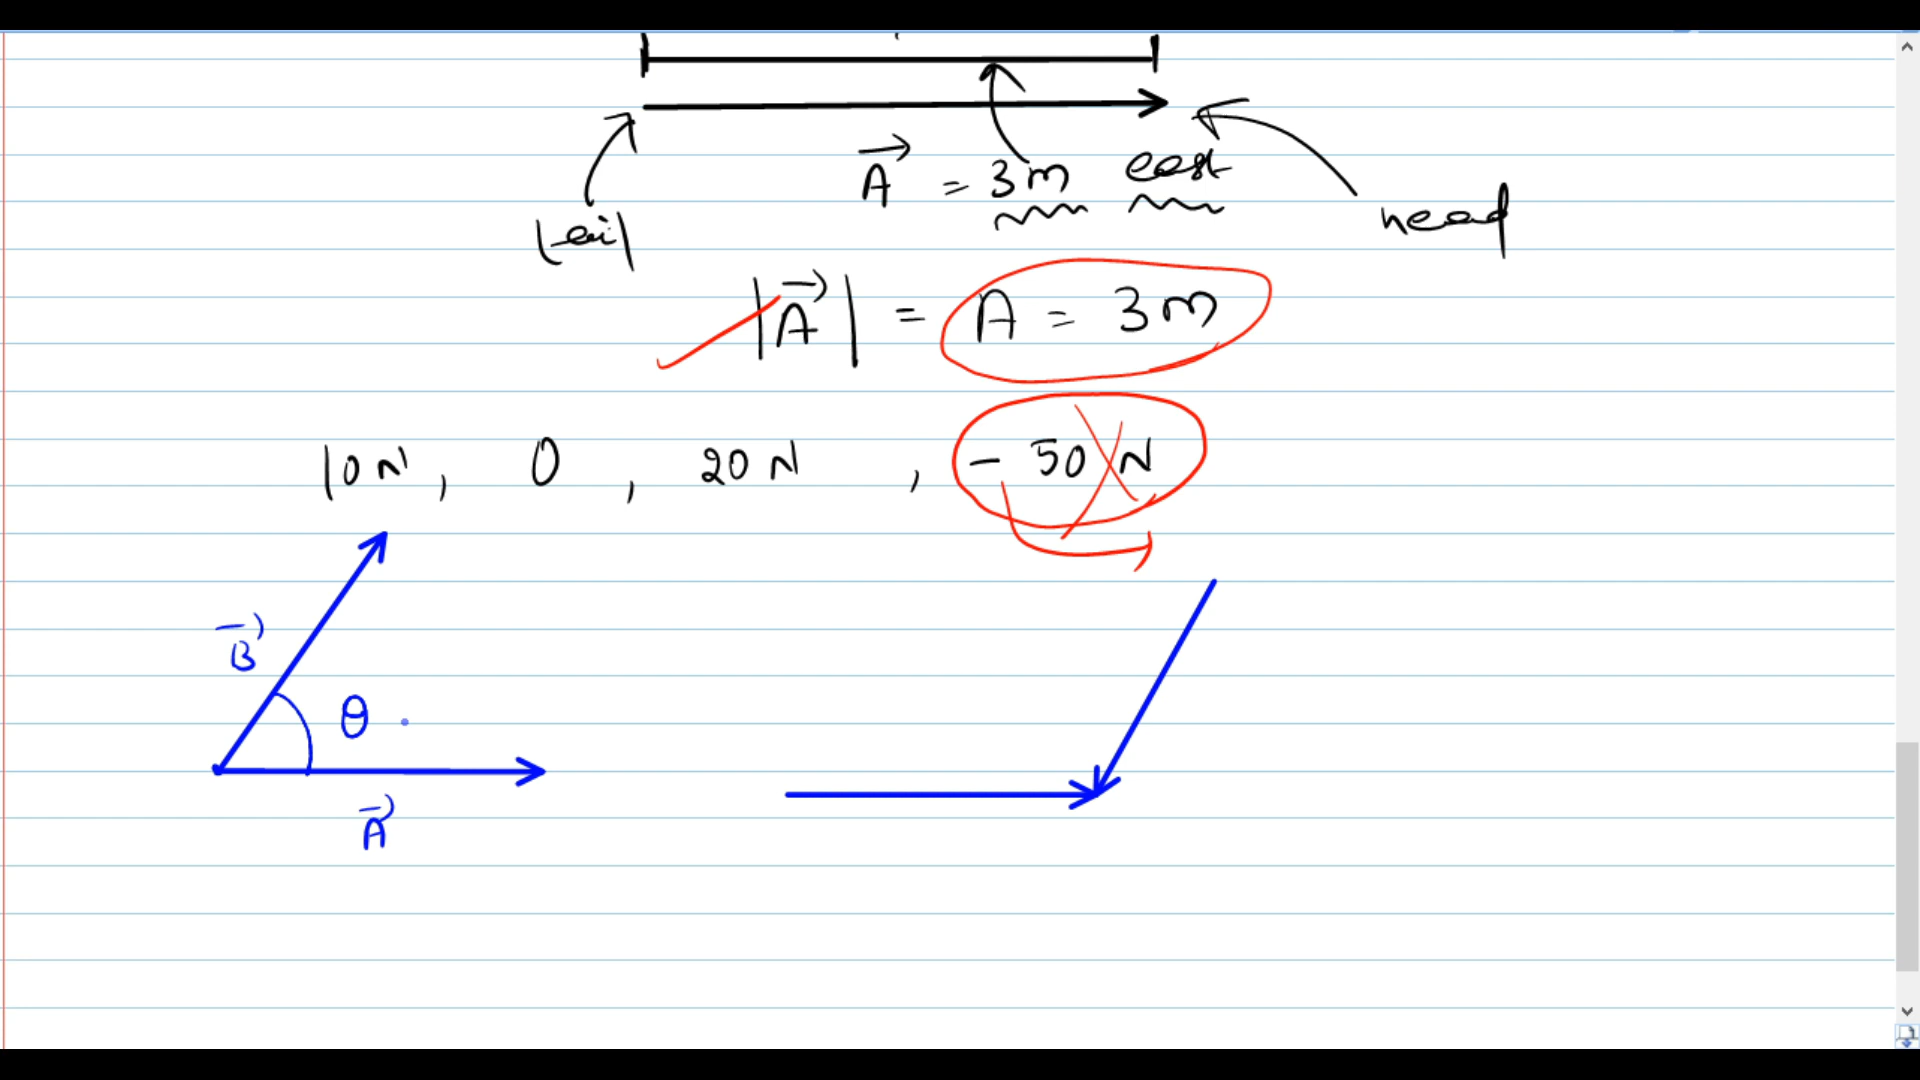 A⃗ = 3m east
tail
head
|A⃗| = A = 3m
10 N, 0, 20 N, - 50 N
B⃗
θ
A⃗